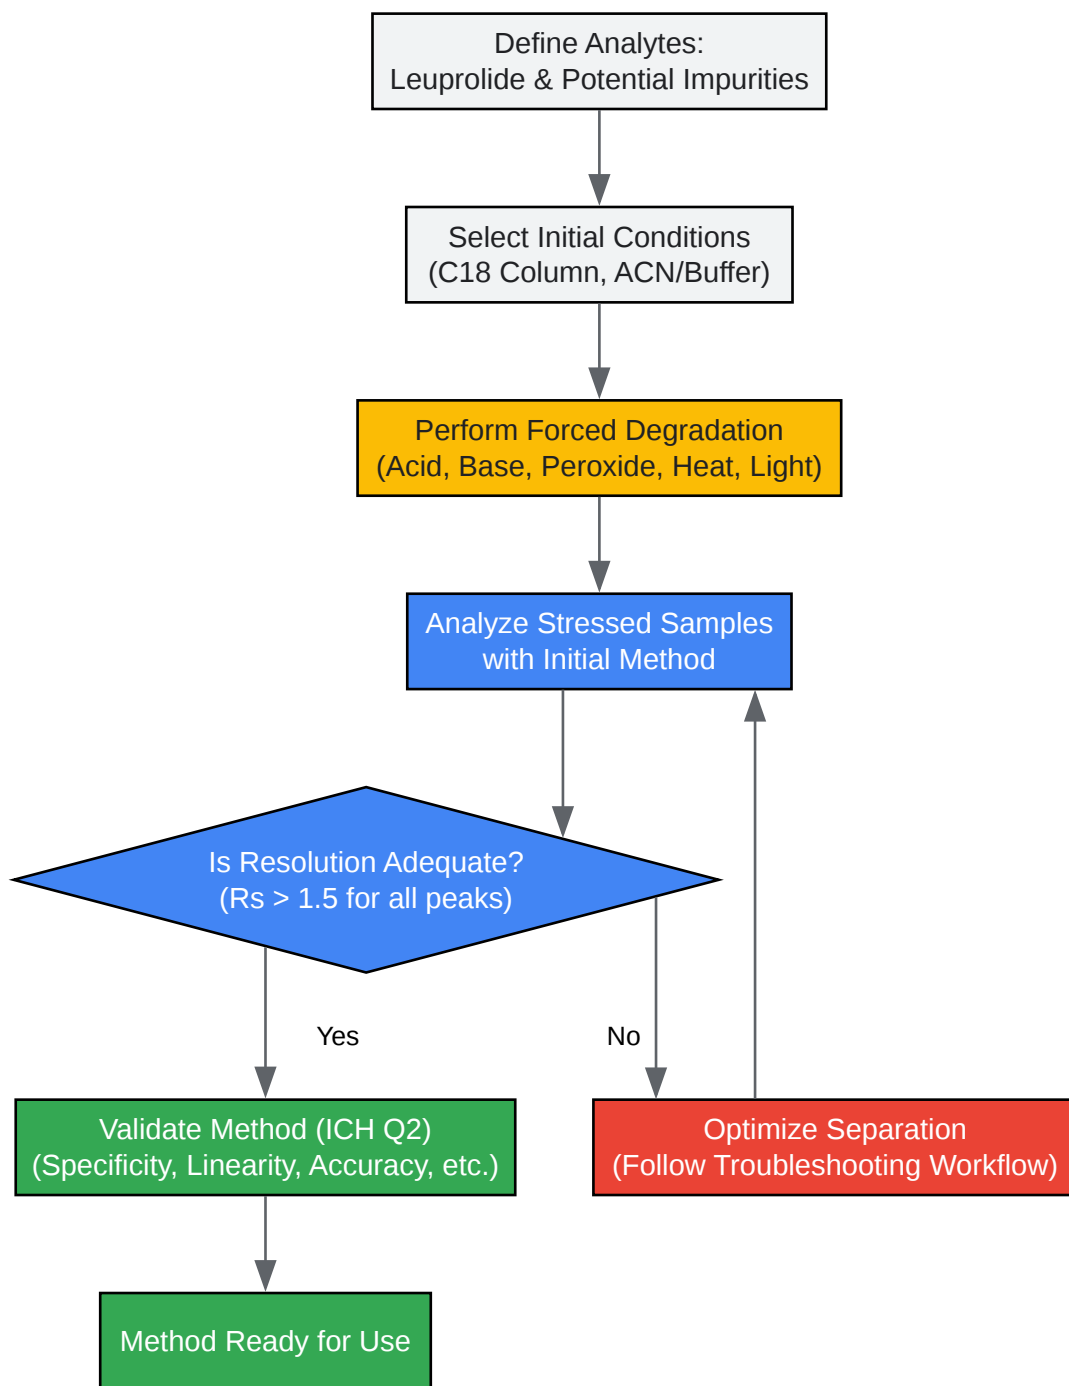 Define Analytes:
Leuprolide & Potential Impurities
Select Initial Conditions
(C18 Column, ACN/Buffer)
Perform Forced Degradation
(Acid, Base, Peroxide, Heat, Light)
Analyze Stressed Samples
with Initial Method
Is Resolution Adequate?
(Rs > 1.5 for all peaks)
Yes
No
Validate Method (ICH Q2)
(Specificity, Linearity, Accuracy, etc.)
Optimize Separation
(Follow Troubleshooting Workflow)
Method Ready for Use